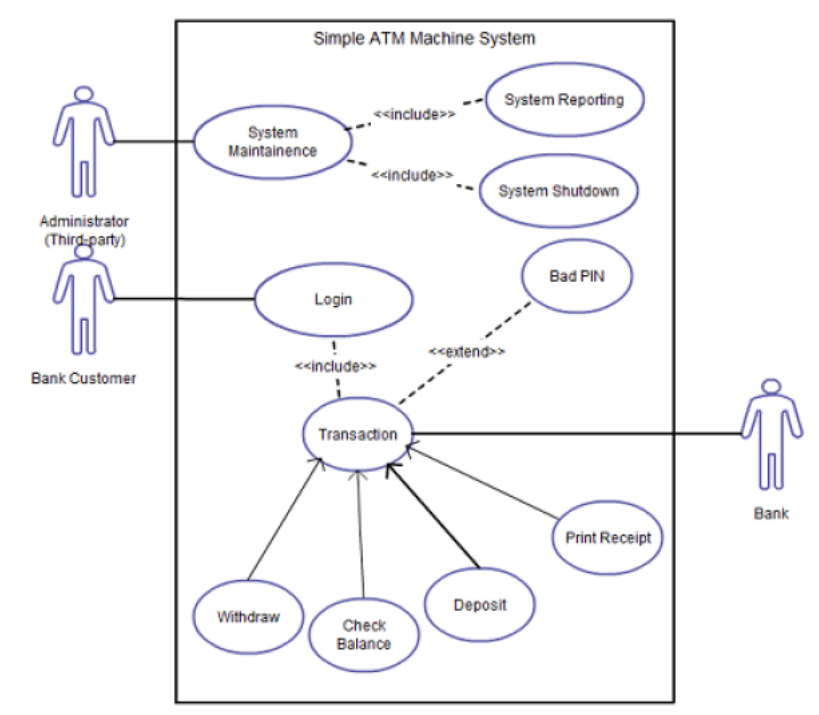 Simple ATM Machine System
System Reporting
<<include>>
System
Maintainence
<<include>>
System Shutdown
Administrator
(Third-party)
Bad PIN
Login
<<extend>>
<<include>>
Bank Customer
Transaction
Bank
Print Receipt
Withdraw
Deposit
Check
Balance